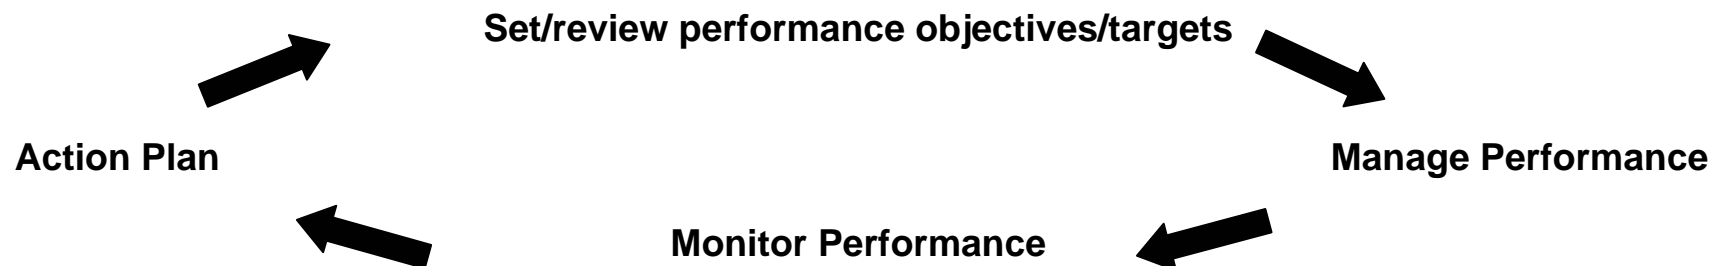 Set/review performance objectives/targets
Action Plan
Manage Performance
Monitor Performance